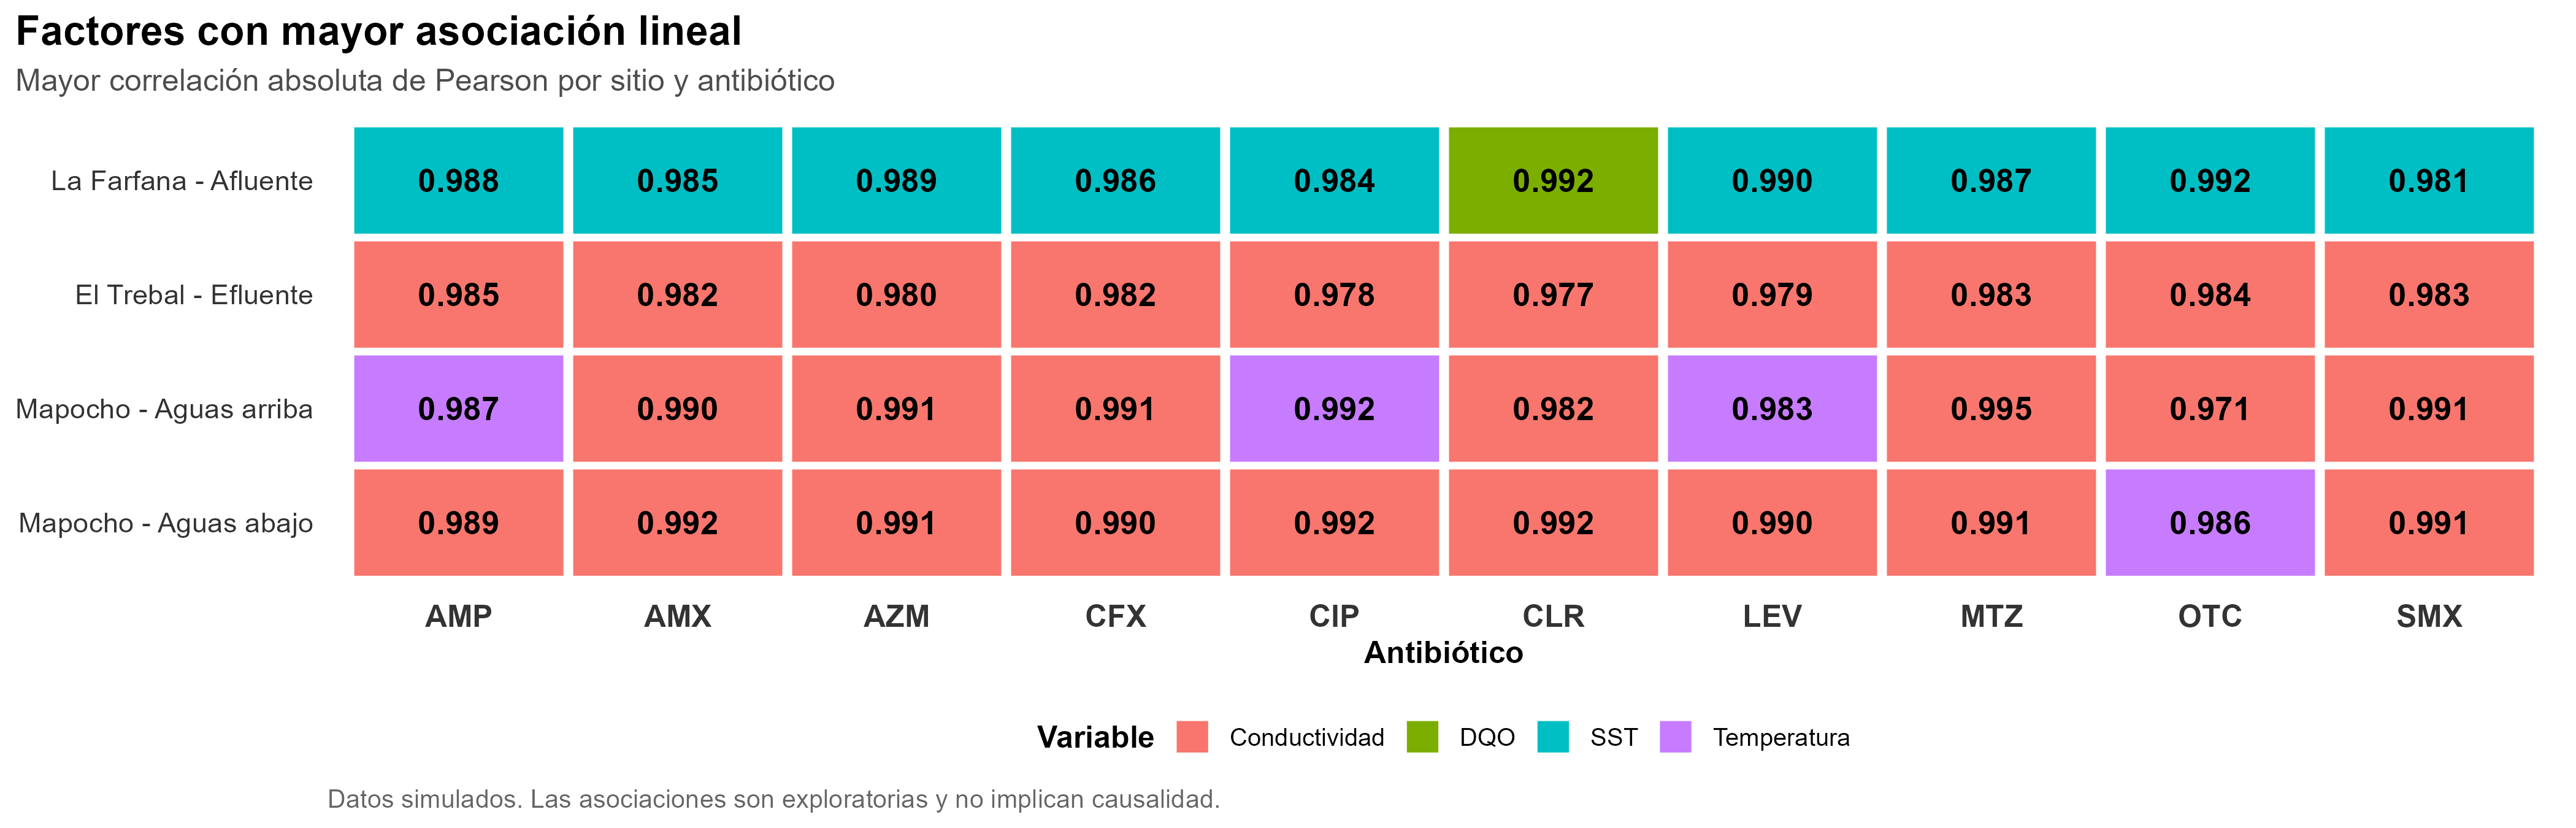 Factores con mayor asociación lineal
Mayor correlación absoluta de Pearson por sitio y antibiótico
La Farfana - Afluente 0.988 0.985 0.989 0.986 0.984 0.992 0.990 0.987 0.992 0.981
El Trebal - Efluente 0.985 0.982 0.980 0.982 0.978 0.977 0.979 0.983 0.984 0.983
Mapocho - Aguas arriba 0.987 0.990 0.991 0.991 0.992 0.982 0.983 0.995 0.971 0.991
Mapocho - Aguas abajo 0.989 0.992 0.991 0.990 0.992 0.992 0.990 0.991 0.986 0.991
AMP AMX AZM CFX CIP CLR LEV MTZ OTC SMX
Antibiótico
Variable Conductividad DQO SST Temperatura
Datos simulados. Las asociaciones son exploratorias y no implican causalidad.